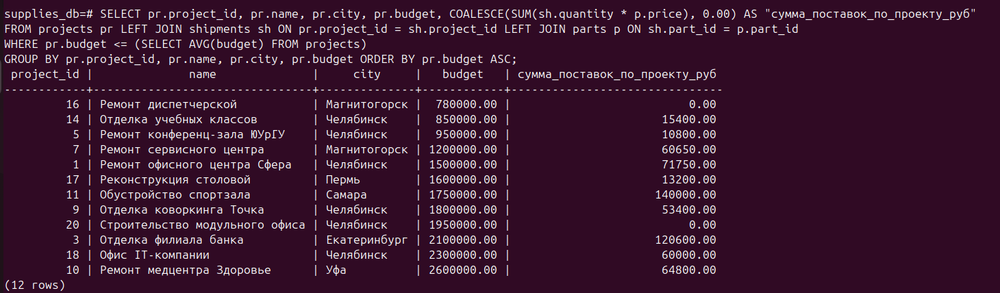 supplies_db=# SELECT pr.project_id, pr.name, pr.city, pr.budget, COALESCE(SUM(sh.quantity * p.price), 0.00) AS "сумма_поставок_по_проекту_руб"
FROM projects pr LEFT JOIN shipments sh ON pr.project_id = sh.project_id LEFT JOIN parts p ON sh.part_id = p.part_id
WHERE pr.budget <= (SELECT AVG(budget) FROM projects)
GROUP BY pr.project_id, pr.name, pr.city, pr.budget ORDER BY pr.budget ASC;
 project_id |              name              |     city     |   budget   | сумма_поставок_по_проекту_руб
------------+--------------------------------+--------------+------------+-------------------------------
         16 | Ремонт диспетчерской           | Магнитогорск |  780000.00 |                          0.00
         14 | Отделка учебных классов        | Челябинск    |  850000.00 |                      15400.00
          5 | Ремонт конференц-зала ЮУрГУ    | Челябинск    |  950000.00 |                      10800.00
          7 | Ремонт сервисного центра       | Магнитогорск | 1200000.00 |                      60650.00
          1 | Ремонт офисного центра Сфера   | Челябинск    | 1500000.00 |                      71750.00
         17 | Реконструкция столовой         | Пермь        | 1600000.00 |                      13200.00
         11 | Обустройство спортзала         | Самара       | 1750000.00 |                     140000.00
          9 | Отделка коворкинга Точка       | Челябинск    | 1800000.00 |                      53400.00
         20 | Строительство модульного офиса | Челябинск    | 1950000.00 |                          0.00
          3 | Отделка филиала банка          | Екатеринбург | 2100000.00 |                     120600.00
         18 | Офис IT-компании               | Челябинск    | 2300000.00 |                      60000.00
         10 | Ремонт медцентра Здоровье      | Уфа          | 2600000.00 |                      64800.00
(12 rows)